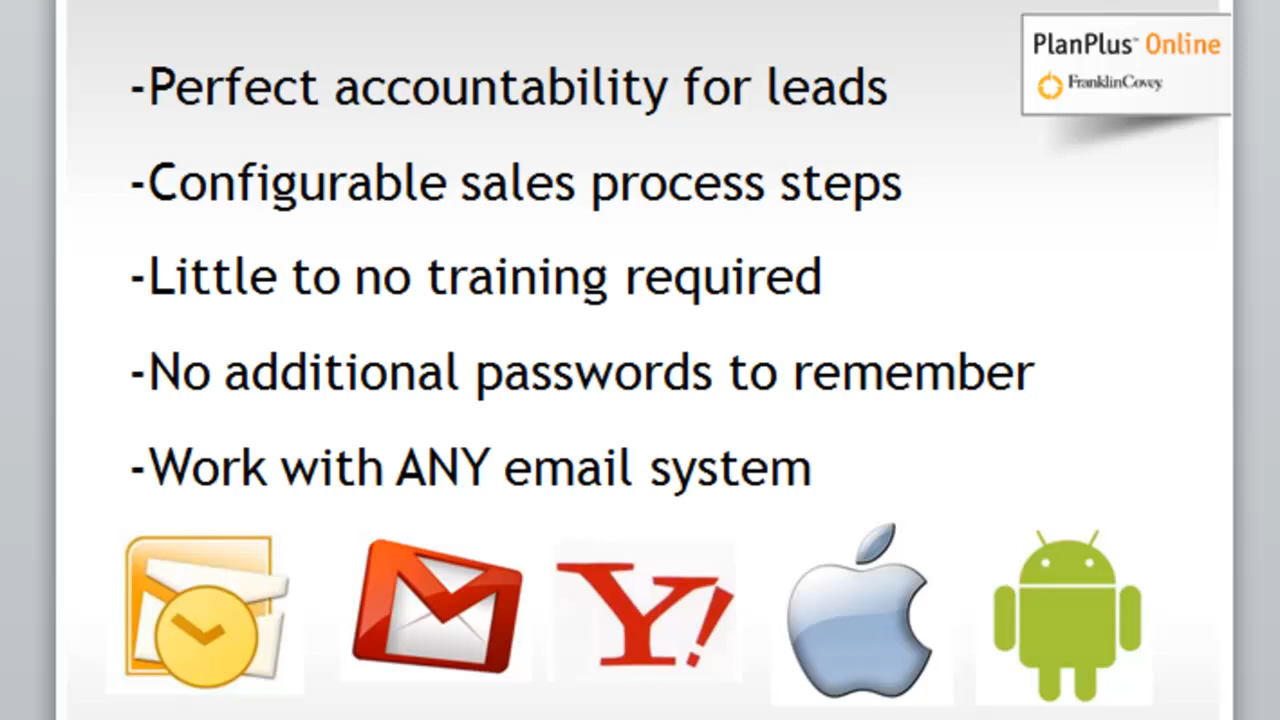 PlanPlus™ Online
FranklinCovey
-Perfect accountability for leads
-Configurable sales process steps
-Little to no training required
-No additional passwords to remember
-Work with ANY email system
Y!